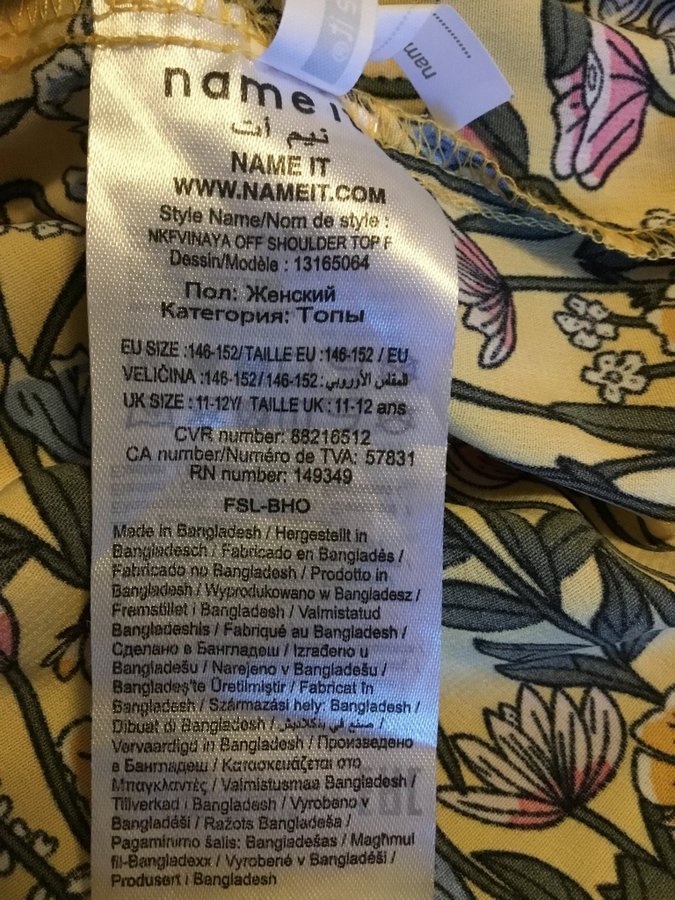 name it
نيم أت
NAME IT
WWW.NAMEIT.COM
Style Name/Nom de style :
NKFVINAYA OFF SHOULDER TOP F
Dessin/Modèle : 13165064
Пол: Женский
Категория: Топы
EU SIZE :146-152/TAILLE EU :146-152 / EU
VELIČINA :146-152/146-152 : المقاس الأوروبي
UK SIZE : 11-12Y/ TAILLE UK : 11-12 ans
CVR number: 88216512
CA number/Numéro de TVA: 57831
RN number: 149349
FSL-BHO
Made in Bangladesh / Hergestellt in
Bangladesch / Fabricado en Bangladés /
Fabricado no Bangladesh / Prodotto in
Bangladesh / Wyprodukowano w Bangladesz /
Fremstillet i Bangladesh / Valmistatud
Bangladeshis / Fabriqué au Bangladesh /
Сделано в Бангладеш / Izrađeno u
Bangladešu / Narejeno v Bangladešu /
Bangladeş'te Üretilmiştir / Fabricat în
Bangladesh / Származási hely: Bangladesh /
Dibuat di Bangladesh / صنع في بنكلاديش /
Vervaardigd in Bangladesh / Произведено
в Бангладеш / Κατασκευάζεται στο
Μπαγκλαντές / Valmistusmaa Bangladesh /
Tillverkad i Bangladesh / Vyrobeno v
Bangladéši / Ražots Bangladeša /
Pagaminimo šalis: Bangladešas / Magħmul
fil-Bangladexx / Vyrobené v Bangladéši /
Produsert i Bangladesh
nam